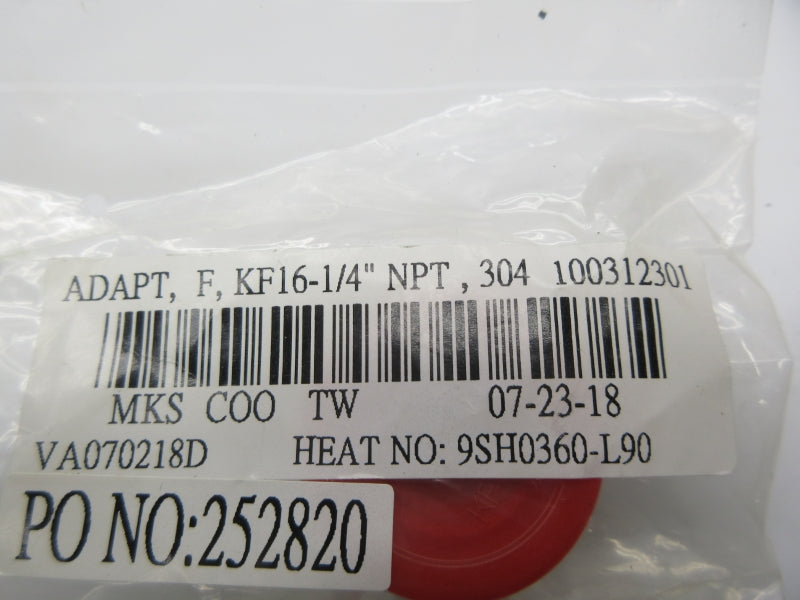 ADAPT, F, KF16-1/4" NPT , 304 100312301
MKS COO TW 07-23-18
VA070218D HEAT NO: 9SH0360-L90
PO NO:252820